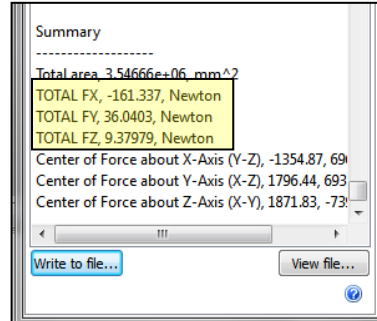 Summary
-------------------
Total area, 3.54666e+06, mm^2
TOTAL FX, -161.337, Newton
TOTAL FY, 36.0403, Newton
TOTAL FZ, 9.37979, Newton
Center of Force about X-Axis (Y-Z), -1354.87,
Center of Force about Y-Axis (X-Z), 1796.44, 693
Center of Force about Z-Axis (X-Y), 1871.83,
Write to file... View file...